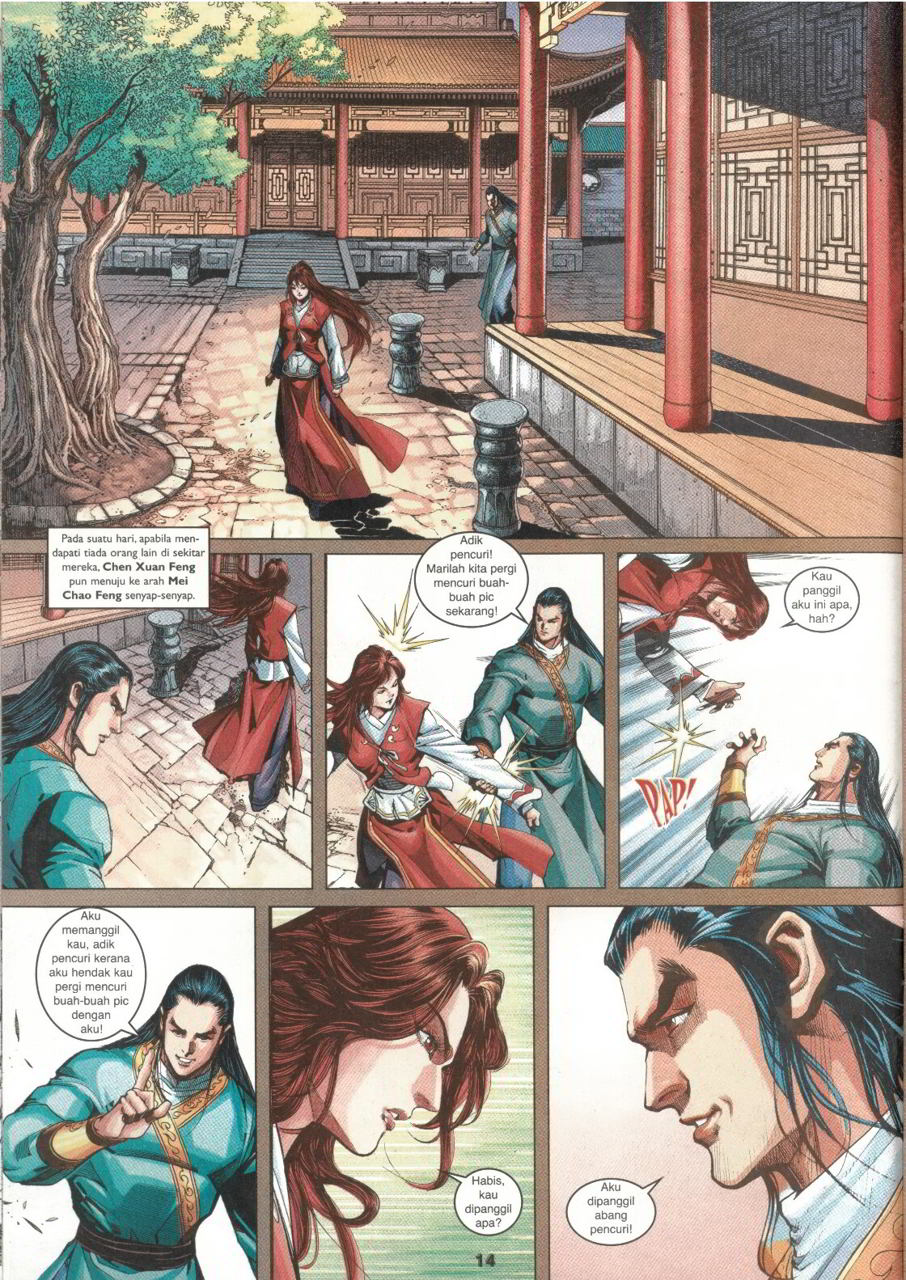 Pada suatu hari, apabila men-
dapati tiada orang lain di sekitar
mereka, Chen Xuan Feng
pun menuju ke arah Mei
Chao Feng senyap-senyap.
Adik
pencuri!
Marilah kita pergi
mencuri buah-
buah pic
sekarang!
Kau
panggil
aku ini apa,
hah?
PAP!
Aku
memanggil
kau, adik
pencuri kerana
aku hendak kau
pergi mencuri
buah-buah pic
dengan
aku!
Habis,
kau
dipanggil
apa?
Aku
dipanggil
abang
pencuri!
14